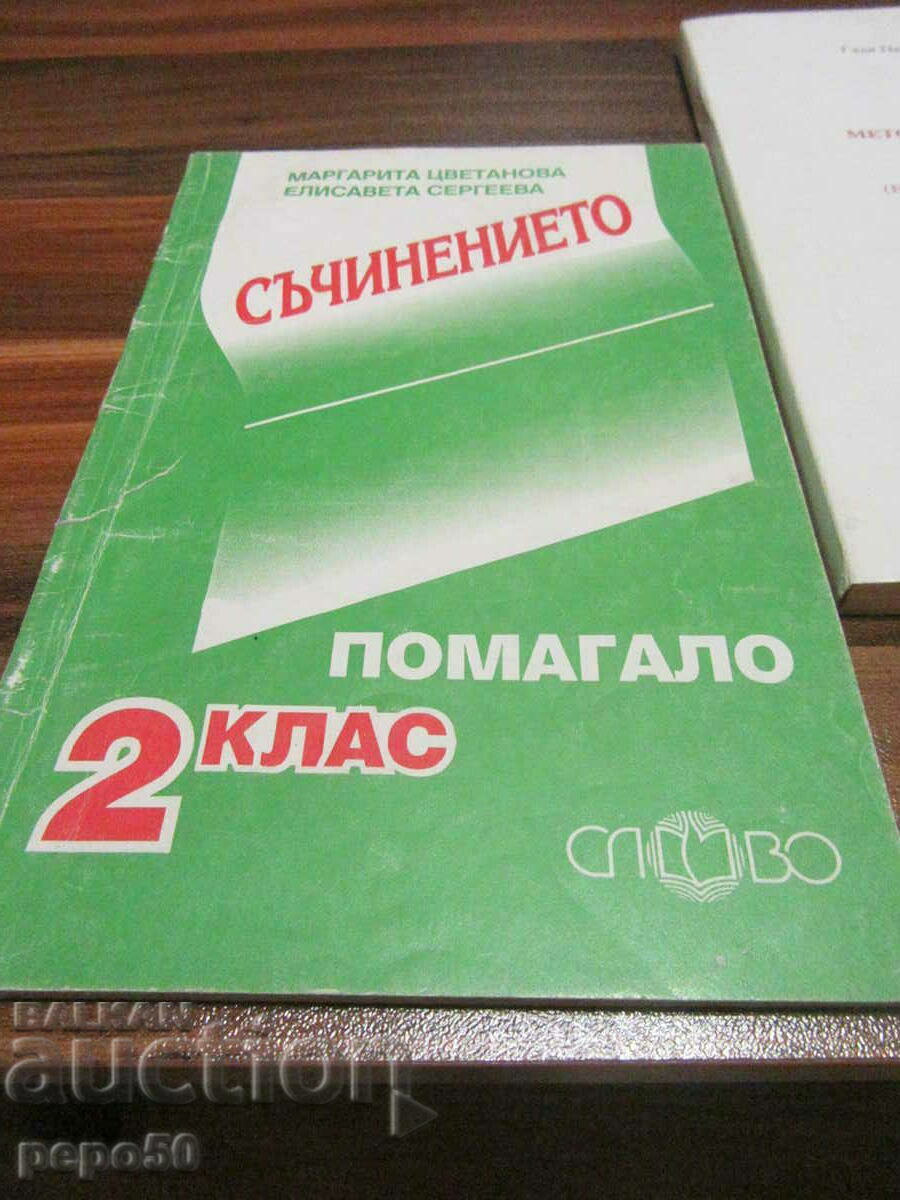 МАРГАРИТА ЦВЕТАНОВА
ЕЛИСАВЕТА СЕРГЕЕВА
СЪЧИНЕНИЕТО
ПОМАГАЛО
2 КЛАС
СЛОВО
BALKAN
auction
pepo50